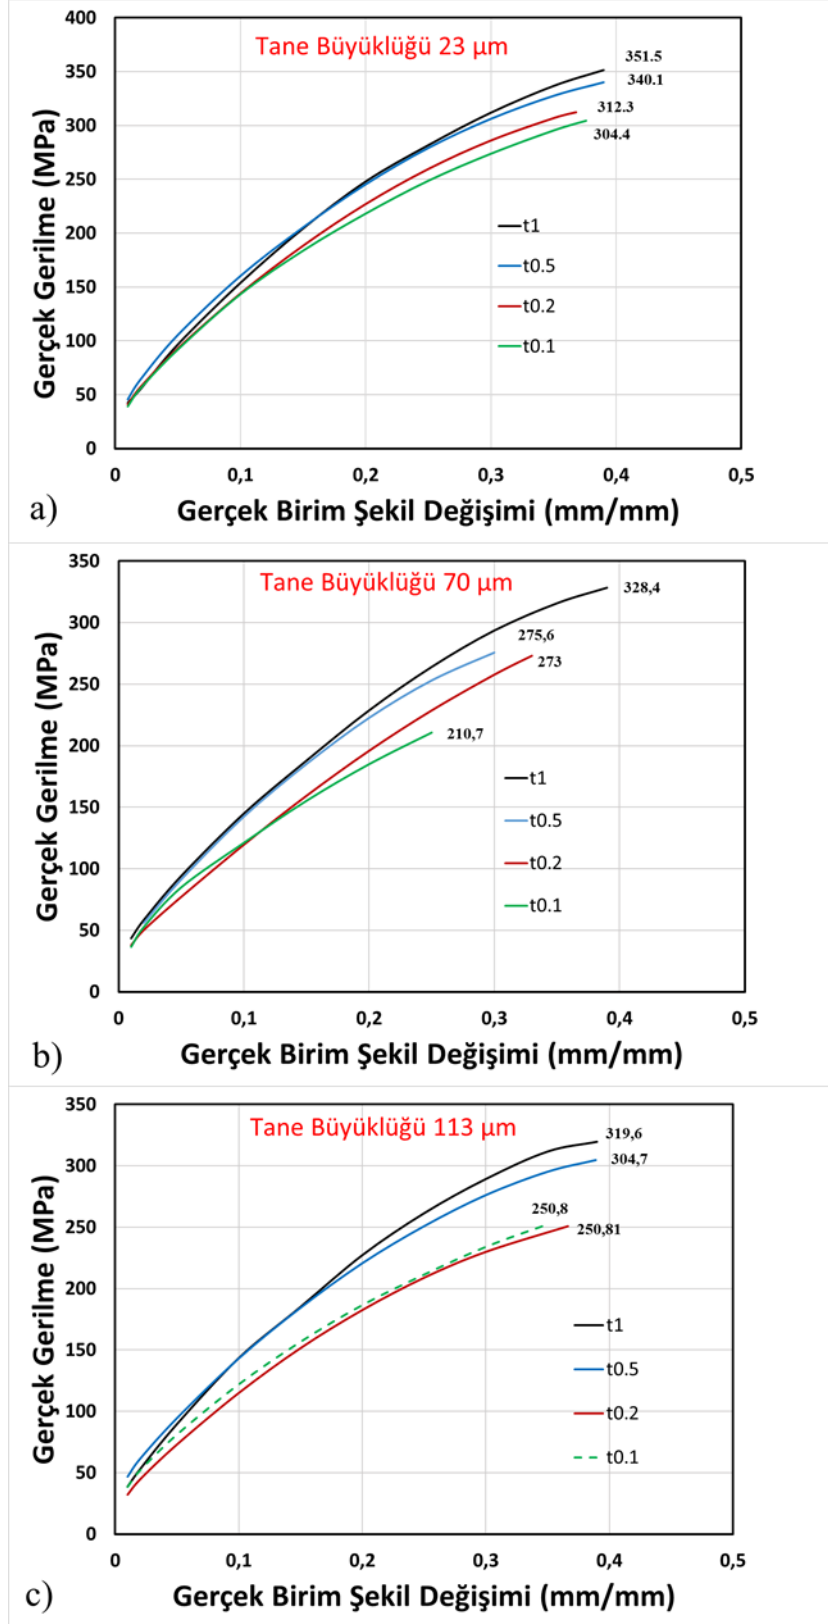 400
Tane Büyüklüğü 23 µm
351.5
350
340.1
312.3
300
304.4
250
200
150
100
50
0
t1
t0.5
t0.2
t0.1
Gerçek Gerilme (MPa)
0
0,1
0,2
0,3
0,4
0,5
a)
Gerçek Birim Şekil Değişimi (mm/mm)
350
Tane Büyüklüğü 70 µm
328,4
300
275,6
273
250
210,7
200
150
100
50
0
t1
t0.5
t0.2
t0.1
Gerçek Gerilme (MPa)
0
0,1
0,2
0,3
0,4
0,5
b)
Gerçek Birim Şekil Değişimi (mm/mm)
350
Tane Büyüklüğü 113 µm
319,6
304,7
300
250,8
250,81
250
200
150
100
50
0
t1
t0.5
t0.2
t0.1
Gerçek Gerilme (MPa)
0
0,1
0,2
0,3
0,4
0,5
c)
Gerçek Birim Şekil Değişimi (mm/mm)